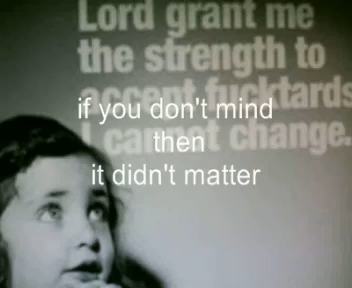 Lord grant me
the strength to
accept fucktards
I cannot change.
if you don't mind
then
it didn't matter